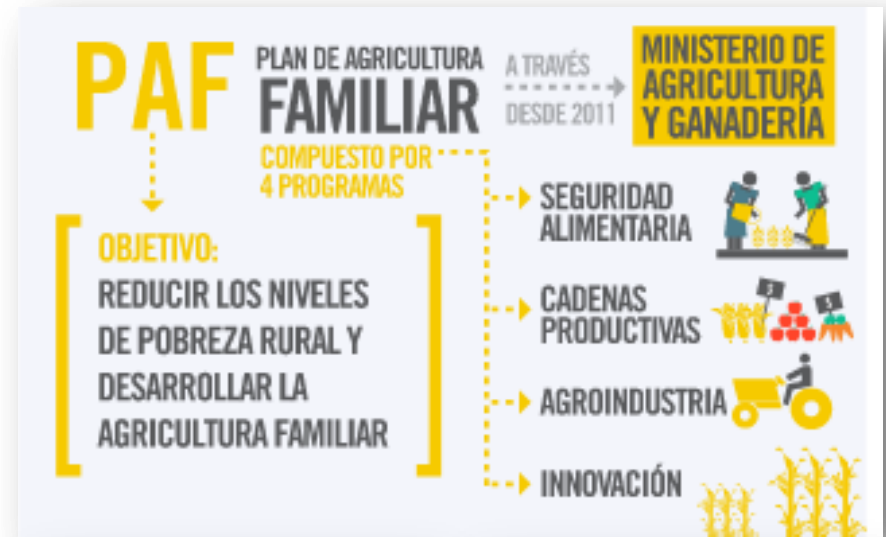 PAF
PLAN DE AGRICULTURA
FAMILIAR
COMPUESTO POR
4 PROGRAMAS
A TRAVÉS
DESDE 2011
MINISTERIO DE
AGRICULTURA
Y GANADERÍA
OBJETIVO:
REDUCIR LOS NIVELES
DE POBREZA RURAL Y
DESARROLLAR LA
AGRICULTURA FAMILIAR
SEGURIDAD
ALIMENTARIA
CADENAS
PRODUCTIVAS
$ $
AGROINDUSTRIA
INNOVACIÓN